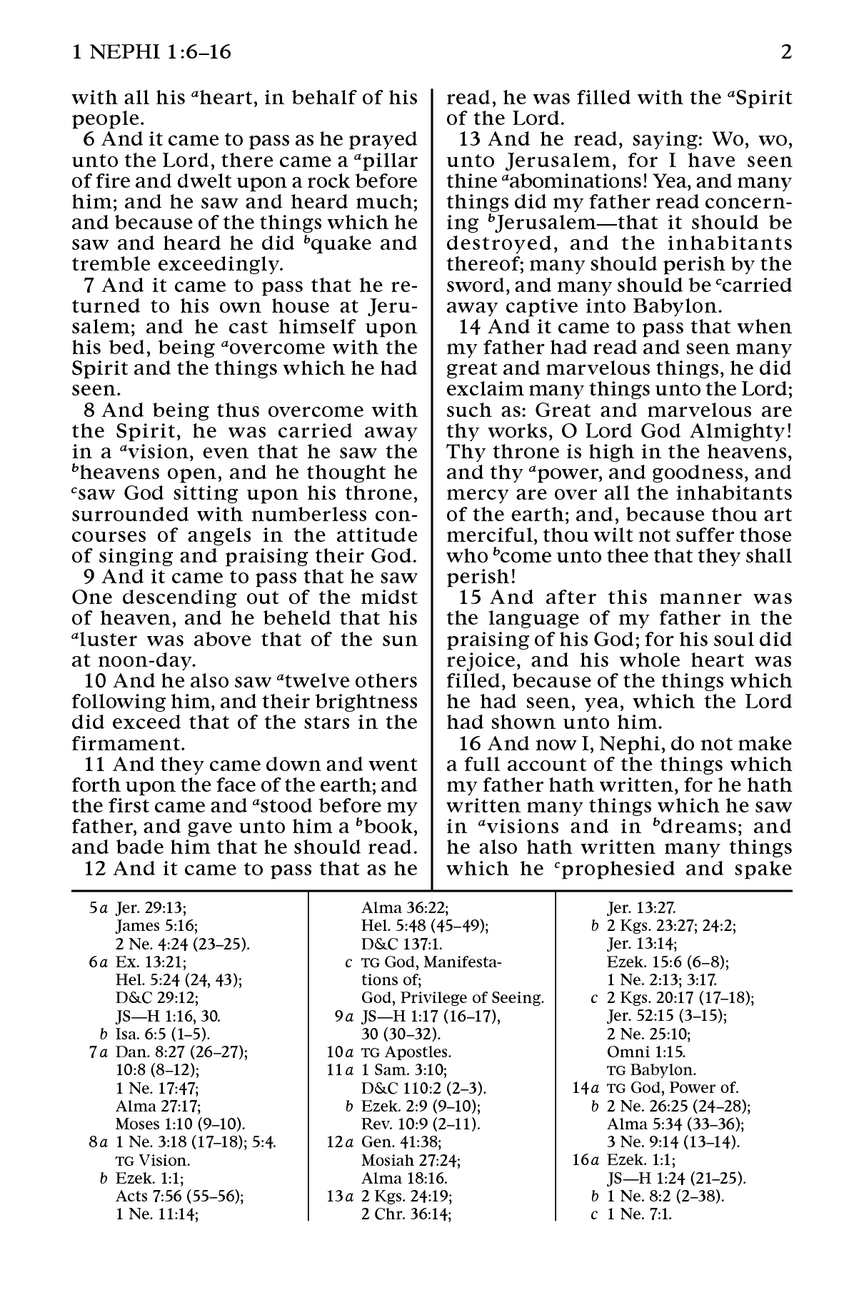 1 NEPHI 1:6–16
2
with all his aheart, in behalf of his
people.
6 And it came to pass as he prayed
unto the Lord, there came a apillar
of fire and dwelt upon a rock before
him; and he saw and heard much;
and because of the things which he
saw and heard he did bquake and
tremble exceedingly.
7 And it came to pass that he re-
turned to his own house at Jeru-
salem; and he cast himself upon
his bed, being aovercome with the
Spirit and the things which he had
seen.
8 And being thus overcome with
the Spirit, he was carried away
in a avision, even that he saw the
bheavens open, and he thought he
csaw God sitting upon his throne,
surrounded with numberless con-
courses of angels in the attitude
of singing and praising their God.
9 And it came to pass that he saw
One descending out of the midst
of heaven, and he beheld that his
aluster was above that of the sun
at noon-day.
10 And he also saw atwelve others
following him, and their brightness
did exceed that of the stars in the
firmament.
11 And they came down and went
forth upon the face of the earth; and
the first came and astood before my
father, and gave unto him a bbook,
and bade him that he should read.
12 And it came to pass that as he
read, he was filled with the aSpirit
of the Lord.
13 And he read, saying: Wo, wo,
unto Jerusalem, for I have seen
thine aabominations! Yea, and many
things did my father read concern-
ing bJerusalem—that it should be
destroyed, and the inhabitants
thereof; many should perish by the
sword, and many should be ccarried
away captive into Babylon.
14 And it came to pass that when
my father had read and seen many
great and marvelous things, he did
exclaim many things unto the Lord;
such as: Great and marvelous are
thy works, O Lord God Almighty!
Thy throne is high in the heavens,
and thy apower, and goodness, and
mercy are over all the inhabitants
of the earth; and, because thou art
merciful, thou wilt not suffer those
who bcome unto thee that they shall
perish!
15 And after this manner was
the language of my father in the
praising of his God; for his soul did
rejoice, and his whole heart was
filled, because of the things which
he had seen, yea, which the Lord
had shown unto him.
16 And now I, Nephi, do not make
a full account of the things which
my father hath written, for he hath
written many things which he saw
in avisions and in bdreams; and
he also hath written many things
which he cprophesied and spake
5a Jer. 29:13;
James 5:16;
2 Ne. 4:24 (23–25).
6a Ex. 13:21;
Hel. 5:24 (24, 43);
D&C 29:12;
JS—H 1:16, 30.
b Isa. 6:5 (1–5).
7a Dan. 8:27 (26–27);
10:8 (8–12);
1 Ne. 17:47;
Alma 27:17;
Moses 1:10 (9–10).
8a 1 Ne. 3:18 (17–18); 5:4.
TG Vision.
b Ezek. 1:1;
Acts 7:56 (55–56);
1 Ne. 11:14;
Alma 36:22;
Hel. 5:48 (45–49);
D&C 137:1.
c TG God, Manifesta-
tions of;
God, Privilege of Seeing.
9a JS—H 1:17 (16–17),
30 (30–32).
10a TG Apostles.
11a 1 Sam. 3:10;
D&C 110:2 (2–3).
b Ezek. 2:9 (9–10);
Rev. 10:9 (2–11).
12a Gen. 41:38;
Mosiah 27:24;
Alma 18:16.
13a 2 Kgs. 24:19;
2 Chr. 36:14;
Jer. 13:27.
b 2 Kgs. 23:27; 24:2;
Jer. 13:14;
Ezek. 15:6 (6–8);
1 Ne. 2:13; 3:17.
c 2 Kgs. 20:17 (17–18);
Jer. 52:15 (3–15);
2 Ne. 25:10;
Omni 1:15.
TG Babylon.
14a TG God, Power of.
b 2 Ne. 26:25 (24–28);
Alma 5:34 (33–36);
3 Ne. 9:14 (13–14).
16a Ezek. 1:1;
JS—H 1:24 (21–25).
b 1 Ne. 8:2 (2–38).
c 1 Ne. 7:1.